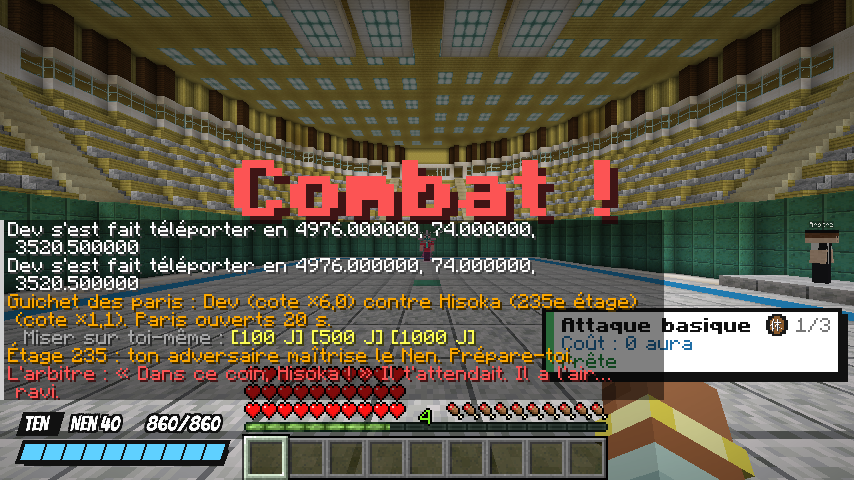 Combat !
Dev s'est fait téléporter en 4976.000000, 74.000000,
3520.500000
Dev s'est fait téléporter en 4976.000000, 74.000000,
3520.500000
Guichet des paris : Dev (cote ×6,0) contre Hisoka (235e étage)
(cote ×1,1). Paris ouverts 20 s.
Miser sur toi-même : [100 J] [500 J] [1000 J]
Étage 235 : ton adversaire maîtrise le Nen. Prépare-toi.
L'arbitre : « Dans ce coin, Hisoka ! » Il t'attendait. Il a l'air...
ravi.
Attaque basique 1/3
Coût : 0 aura
Prête
TEN NEN 40 860/860
4